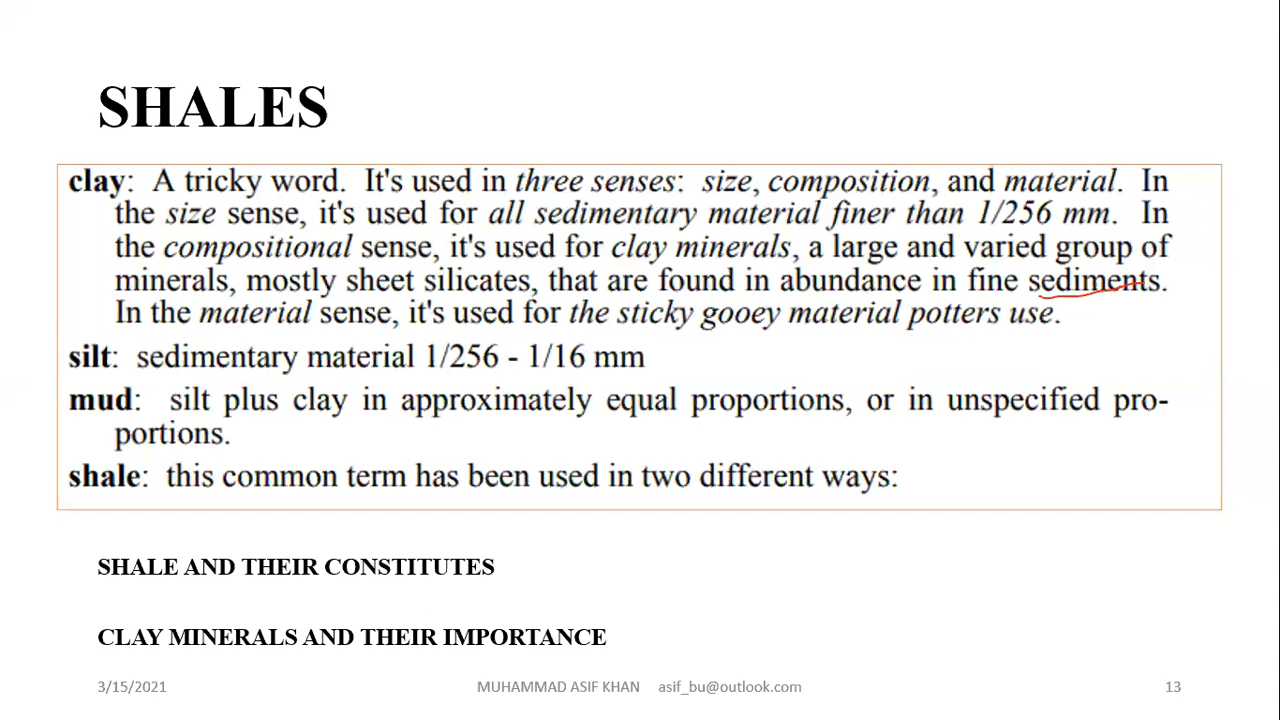 SHALES
clay: A tricky word. It's used in three senses: size, composition, and material. In
the size sense, it's used for all sedimentary material finer than 1/256 mm. In
the compositional sense, it's used for clay minerals, a large and varied group of
minerals, mostly sheet silicates, that are found in abundance in fine sediments.
In the material sense, it's used for the sticky gooey material potters use.
silt: sedimentary material 1/256 - 1/16 mm
mud: silt plus clay in approximately equal proportions, or in unspecified pro-
portions.
shale: this common term has been used in two different ways:
SHALE AND THEIR CONSTITUTES
CLAY MINERALS AND THEIR IMPORTANCE
3/15/2021 MUHAMMAD ASIF KHAN asif_bu@outlook.com 13